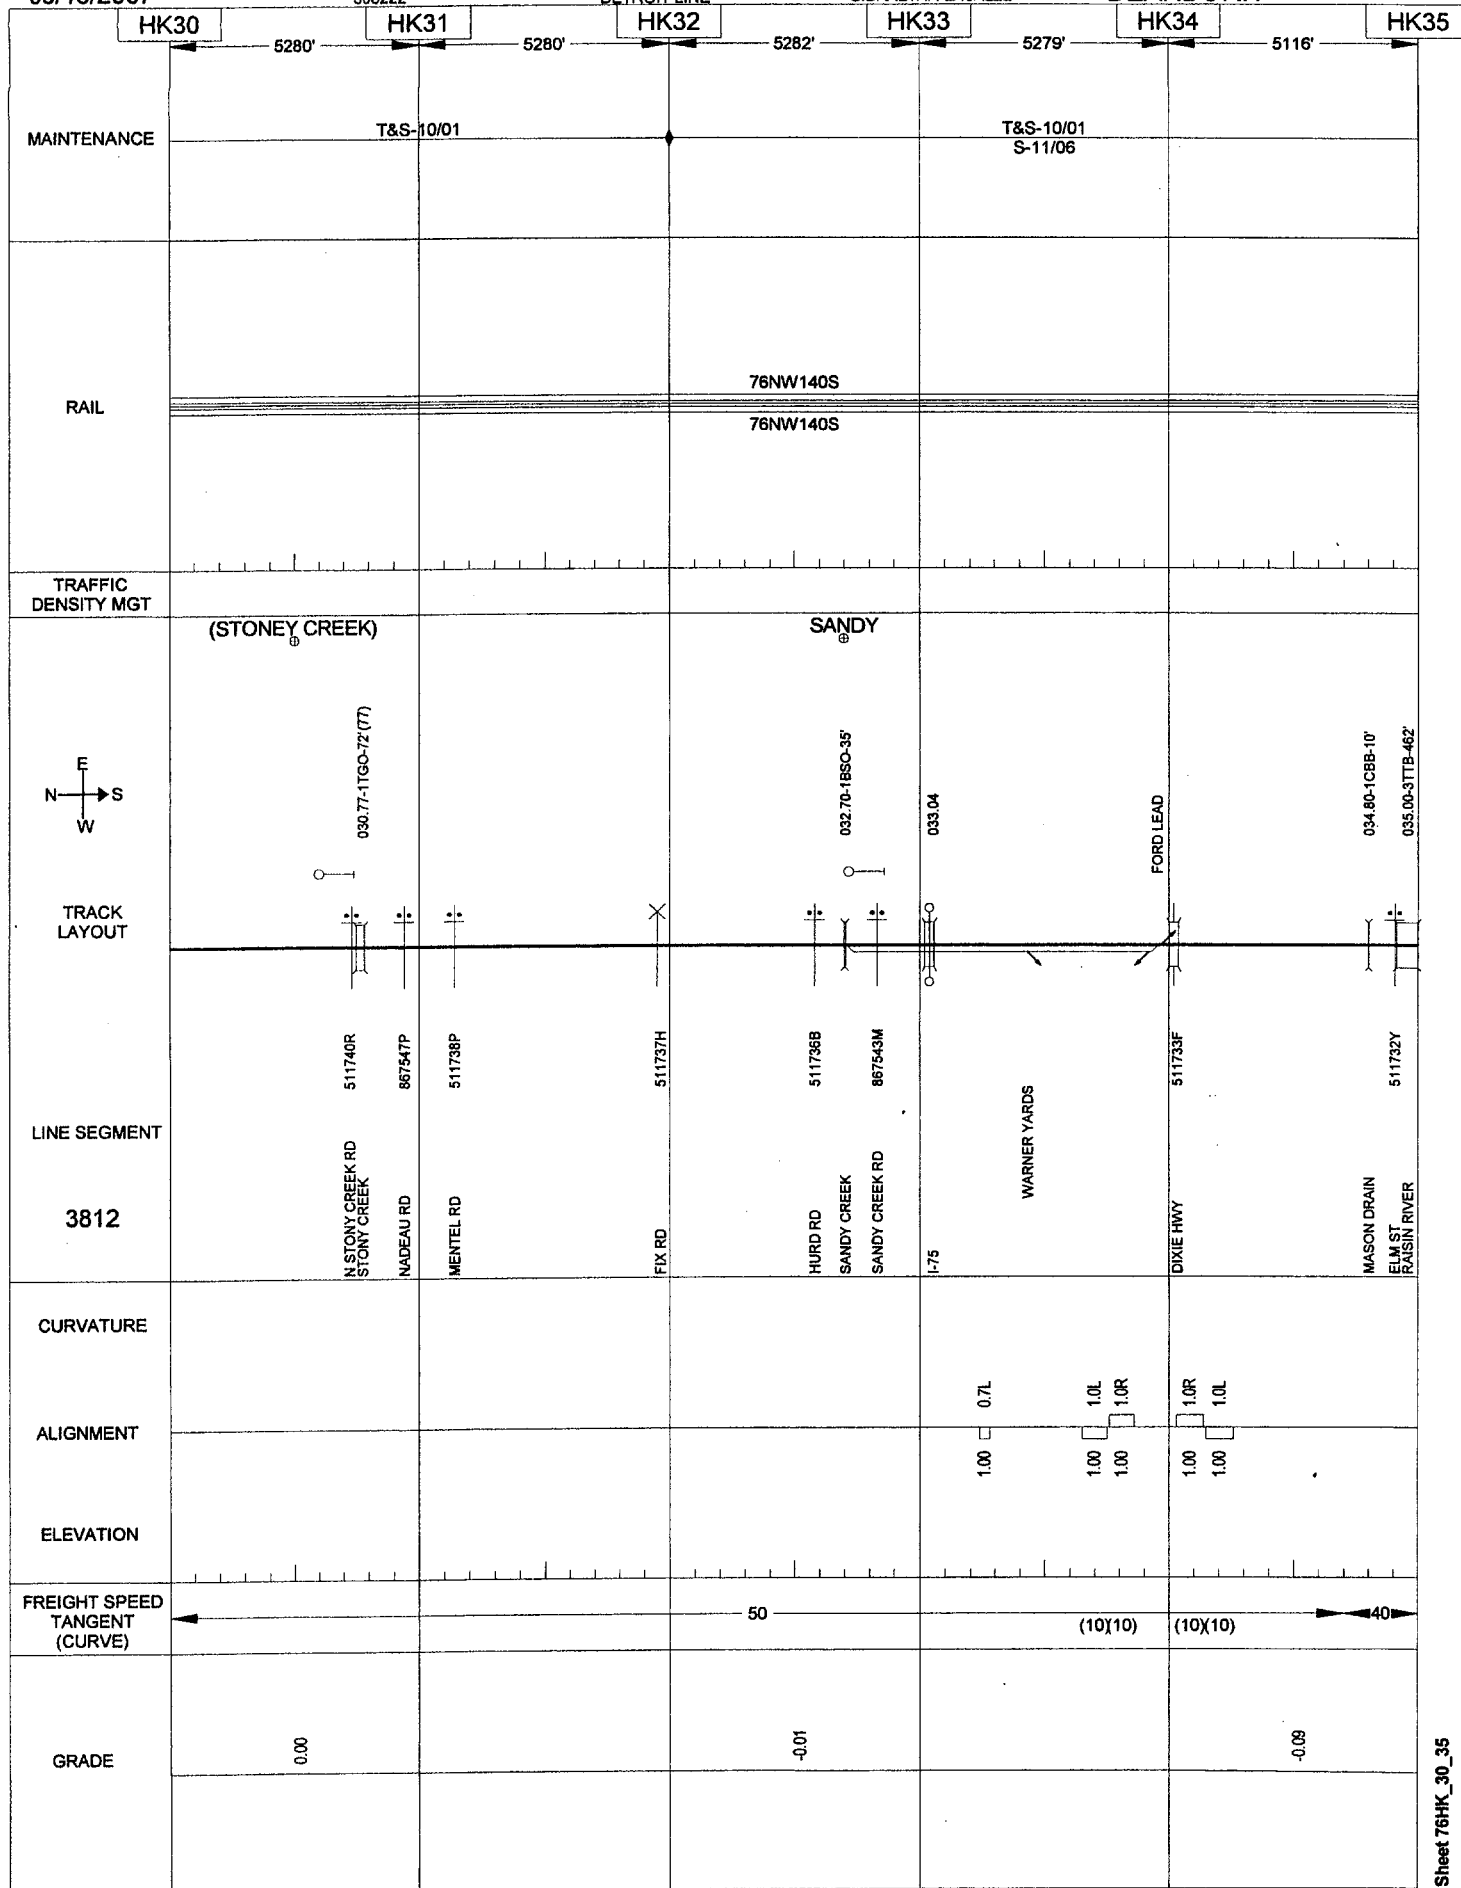 HK30 HK31 HK32 HK33 HK34 HK35
5280' 5280' 5282' 5279' 5116'
MAINTENANCE
T&S-10/01
T&S-10/01
S-11/06
RAIL
76NW140S
76NW140S
TRAFFIC
DENSITY MGT
(STONEY CREEK)
SANDY
E
N S
W
030.77-1TGO-72'(77)
032.70-1BSO-35'
033.04
FORD LEAD
034.80-1CBB-10'
035.00-3TTB-462'
TRACK
LAYOUT
511740R
867547P
511738P
511737H
511736B
867543M
511733F
511732Y
LINE SEGMENT
3812
N STONY CREEK RD
STONY CREEK
NADEAU RD
MENTEL RD
FIX RD
HURD RD
SANDY CREEK
SANDY CREEK RD
I-75
WARNER YARDS
DIXIE HWY
MASON DRAIN
ELM ST
RAISIN RIVER
CURVATURE
0.7L
1.0L
1.0R
1.0R
1.0L
ALIGNMENT
1.00
1.00
1.00
1.00
1.00
ELEVATION
FREIGHT SPEED
TANGENT
(CURVE)
50
40
(10)(10)
(10)(10)
GRADE
0.00
-0.01
-0.09
Sheet 76HK_30_35